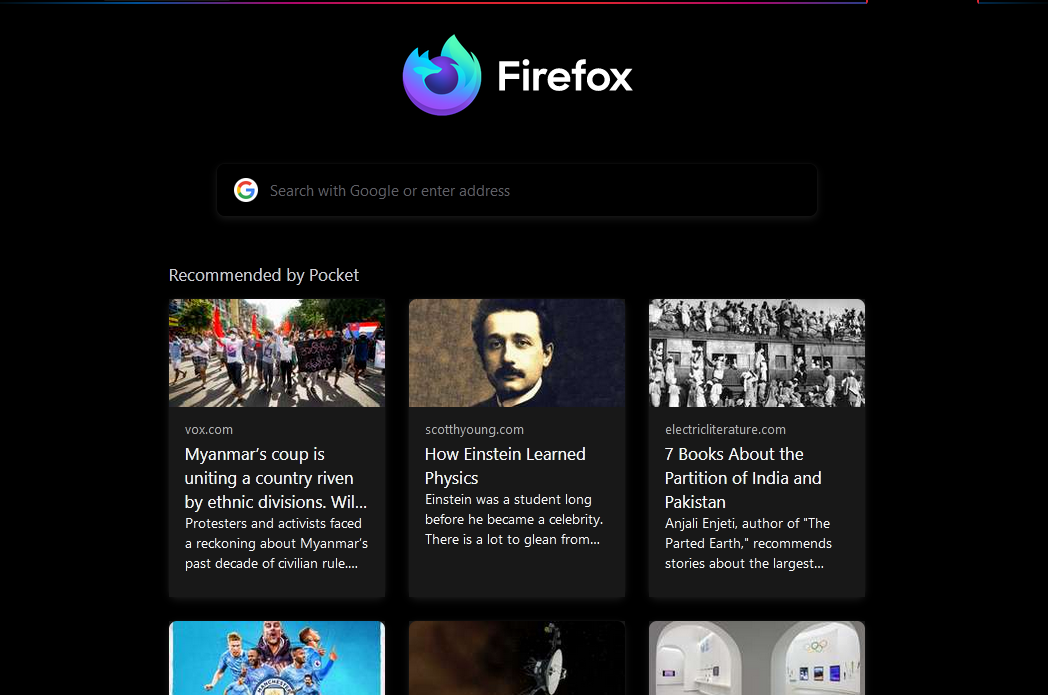 Firefox
Search with Google or enter address
Recommended by Pocket
vox.com
Myanmar’s coup is
uniting a country riven
by ethnic divisions. Wil...
Protesters and activists faced
a reckoning about Myanmar’s
past decade of civilian rule....
scotthyoung.com
How Einstein Learned
Physics
Einstein was a student long
before he became a celebrity.
There is a lot to glean from...
electricliterature.com
7 Books About the
Partition of India and
Pakistan
Anjali Enjeti, author of "The
Parted Earth," recommends
stories about the largest...